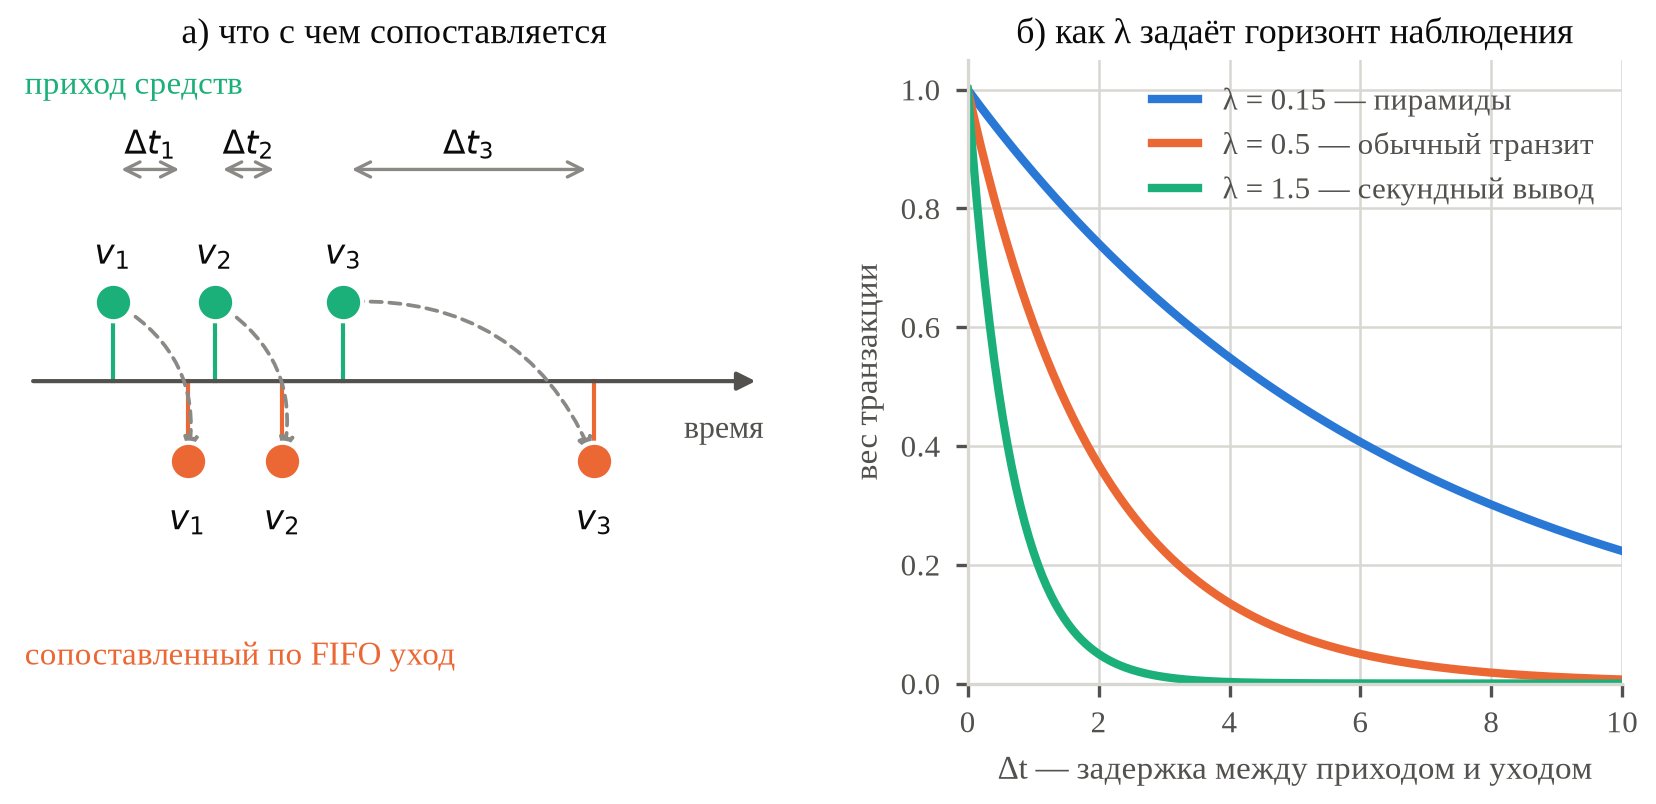 а) что с чем сопоставляется
приход средств
Δt1 Δt2 Δt3
v1 v2 v3
время
v1 v2 v3
сопоставленный по FIFO уход
б) как λ задаёт горизонт наблюдения
λ = 0.15 — пирамиды
λ = 0.5 — обычный транзит
λ = 1.5 — секундный вывод
вес транзакции
1.0
0.8
0.6
0.4
0.2
0.0
0 2 4 6 8 10
Δt — задержка между приходом и уходом